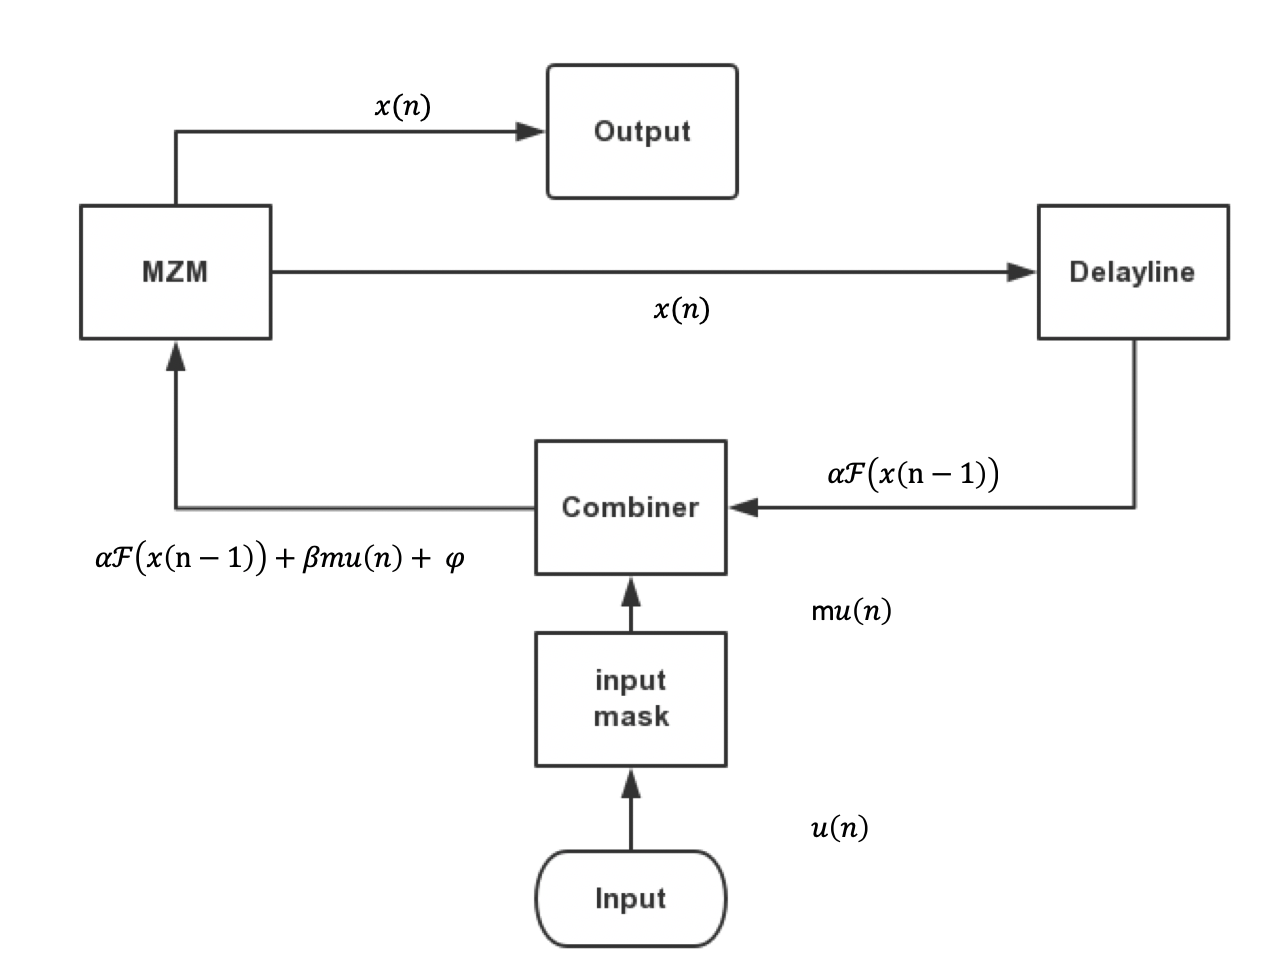 x(n)
Output
MZM
Delayline
x(n)
αℱ(x(n − 1))
Combiner
αℱ(x(n − 1)) + βmu(n) + φ
mu(n)
input
mask
u(n)
Input